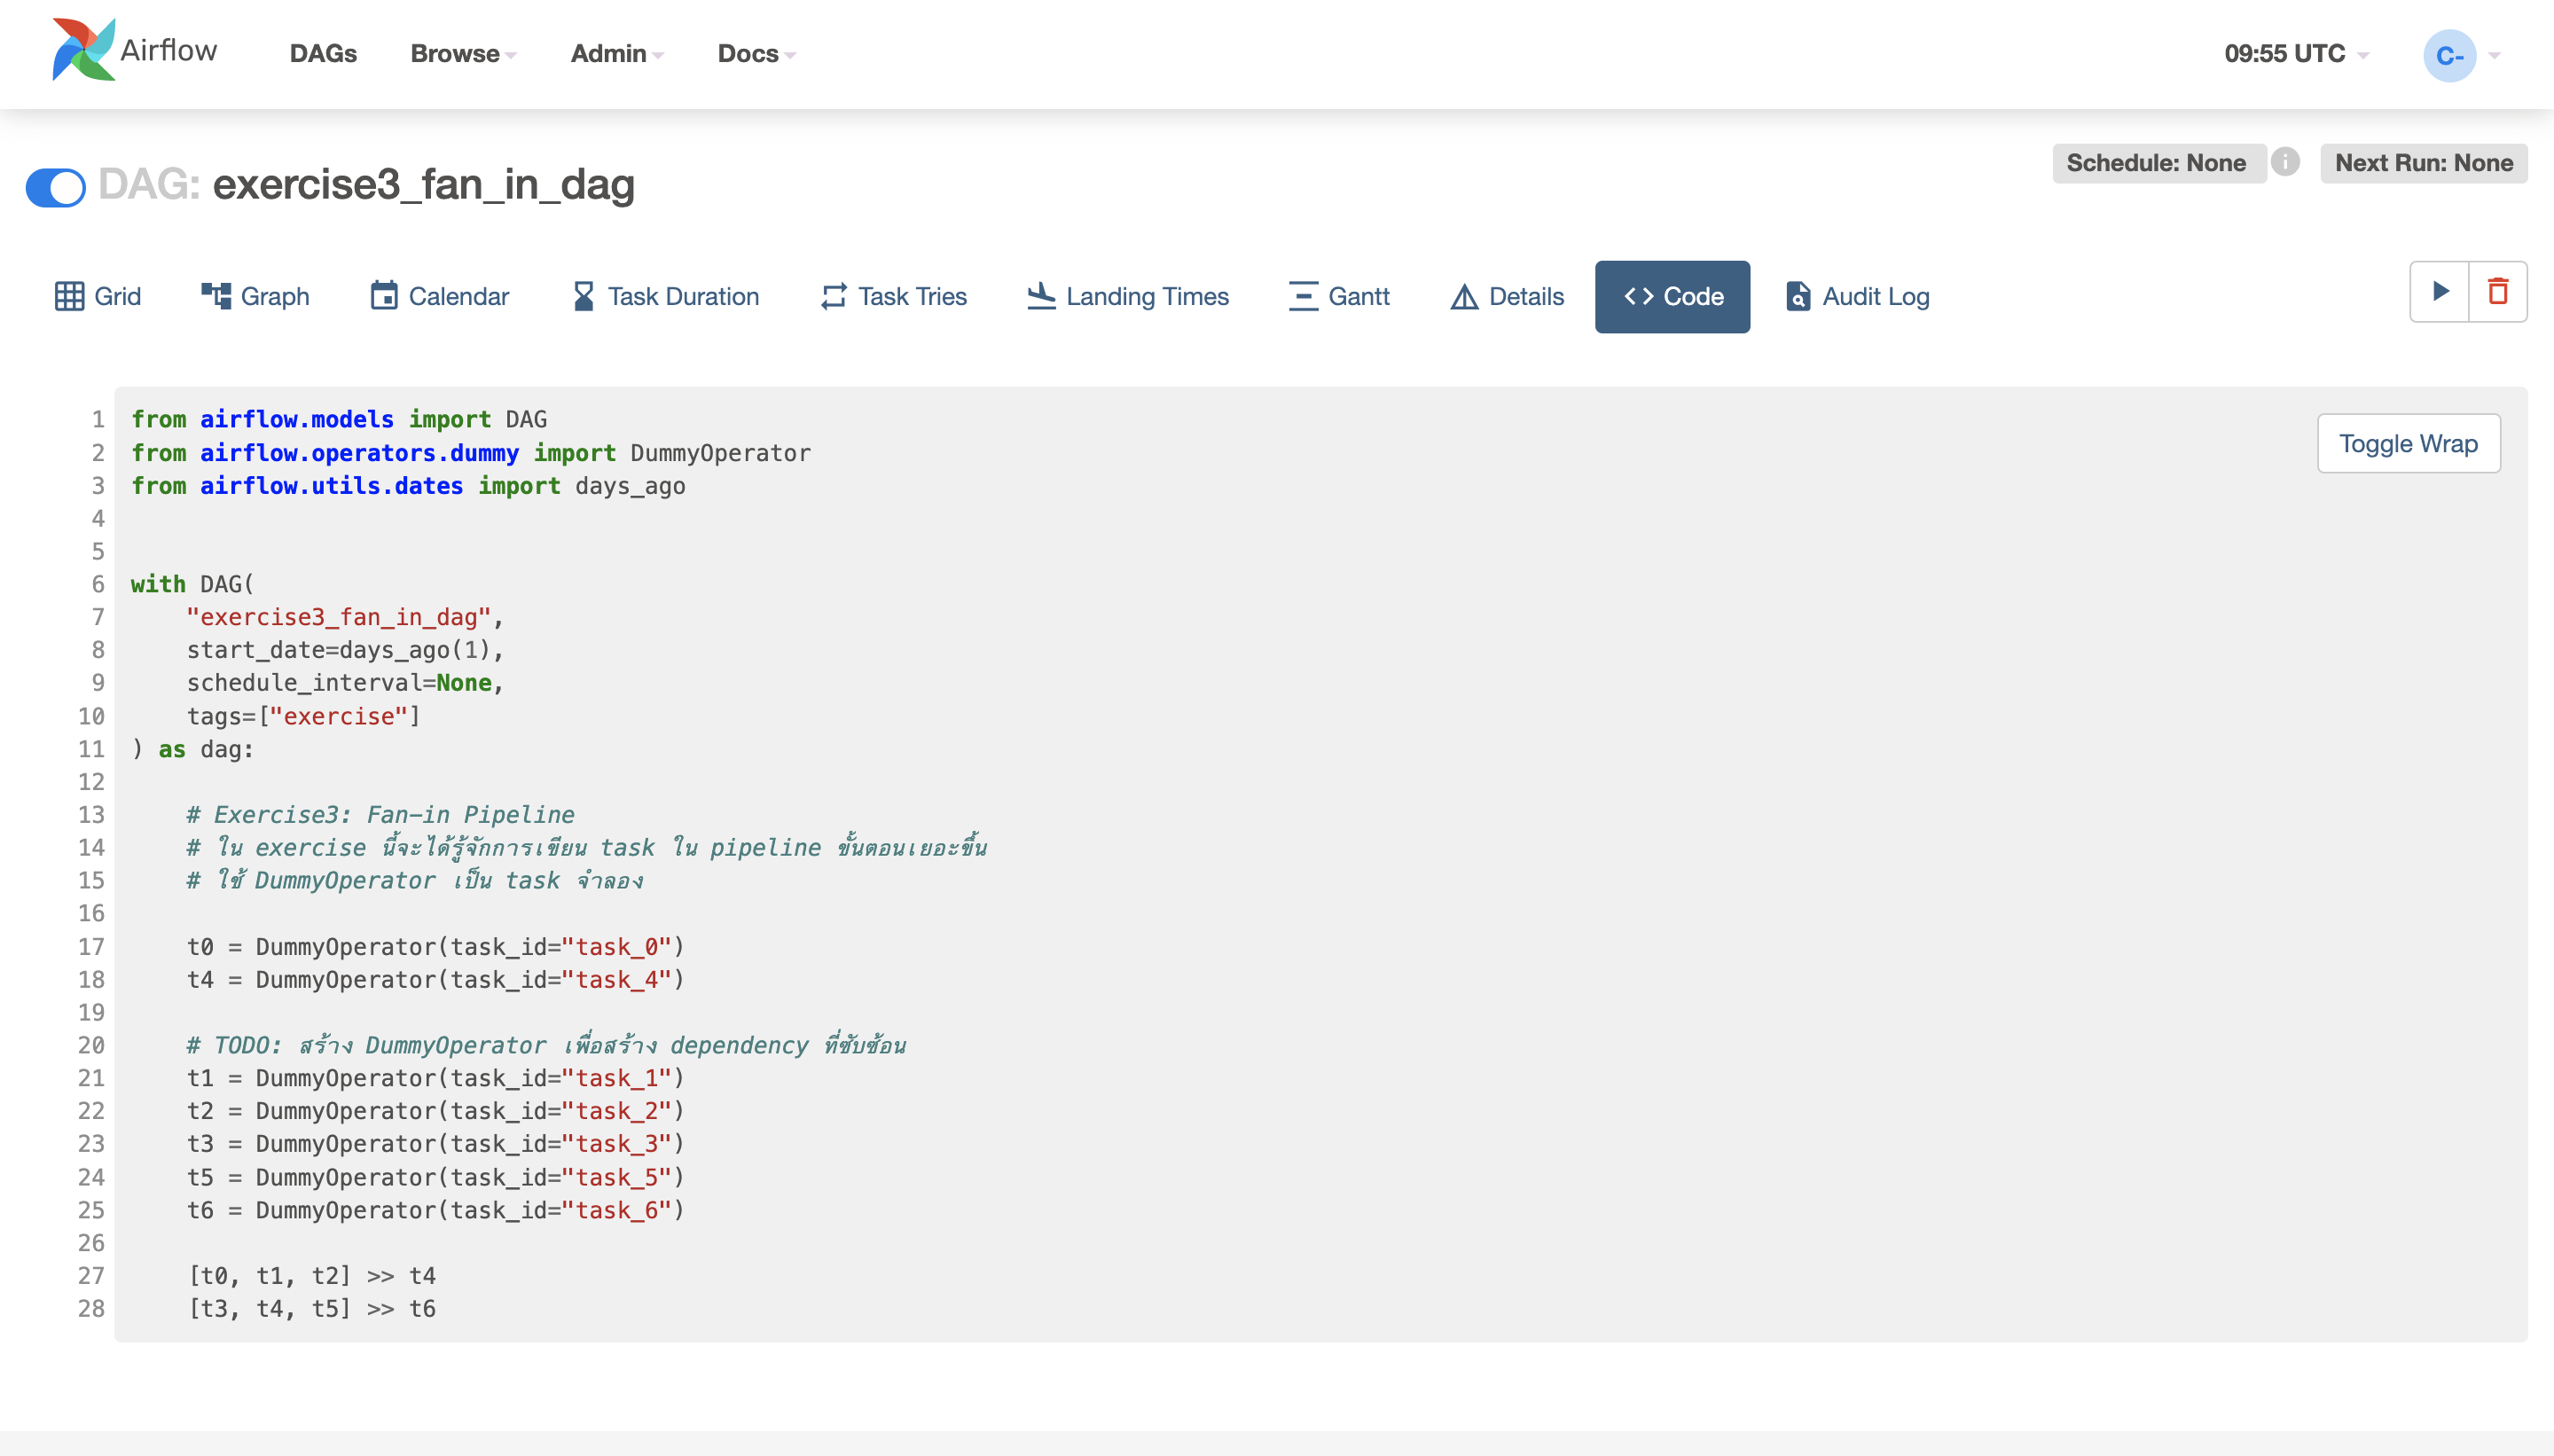 Airflow DAGs Browse Admin Docs 09:55 UTC C-
DAG: exercise3_fan_in_dag Schedule: None Next Run: None
Grid Graph Calendar Task Duration Task Tries Landing Times Gantt Details <> Code Audit Log
Toggle Wrap
1 from airflow.models import DAG
2 from airflow.operators.dummy import DummyOperator
3 from airflow.utils.dates import days_ago
4
5
6 with DAG(
7     "exercise3_fan_in_dag",
8     start_date=days_ago(1),
9     schedule_interval=None,
10     tags=["exercise"]
11 ) as dag:
12
13     # Exercise3: Fan-in Pipeline
14     # ใน exercise นี้จะได้รู้จักการเขียน task ใน pipeline ขั้นตอนเยอะขึ้น
15     # ใช้ DummyOperator เป็น task จำลอง
16
17     t0 = DummyOperator(task_id="task_0")
18     t4 = DummyOperator(task_id="task_4")
19
20     # TODO: สร้าง DummyOperator เพื่อสร้าง dependency ที่ซับซ้อน
21     t1 = DummyOperator(task_id="task_1")
22     t2 = DummyOperator(task_id="task_2")
23     t3 = DummyOperator(task_id="task_3")
24     t5 = DummyOperator(task_id="task_5")
25     t6 = DummyOperator(task_id="task_6")
26
27     [t0, t1, t2] >> t4
28     [t3, t4, t5] >> t6